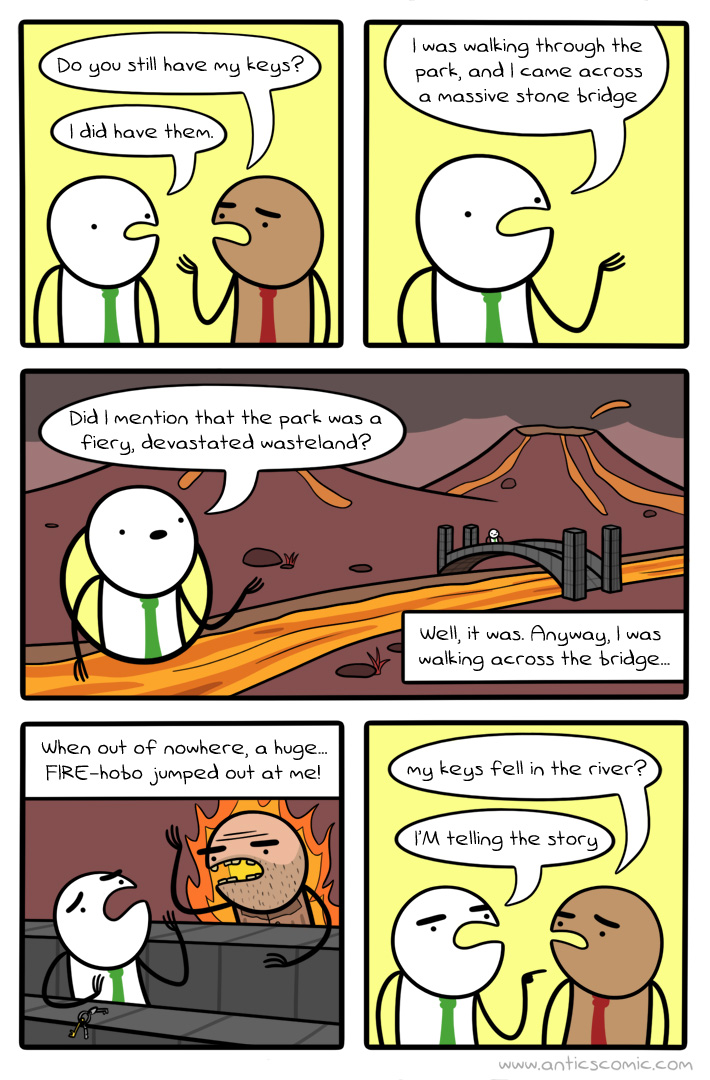 Do you still have my keys?
I did have them.
I was walking through the
park, and I came across
a massive stone bridge
Did I mention that the park was a
fiery, devastated wasteland?
Well, it was. Anyway, I was
walking across the bridge...
When out of nowhere, a huge...
FIRE-hobo jumped out at me!
my keys fell in the river?
I'M telling the story
www.anticscomic.com